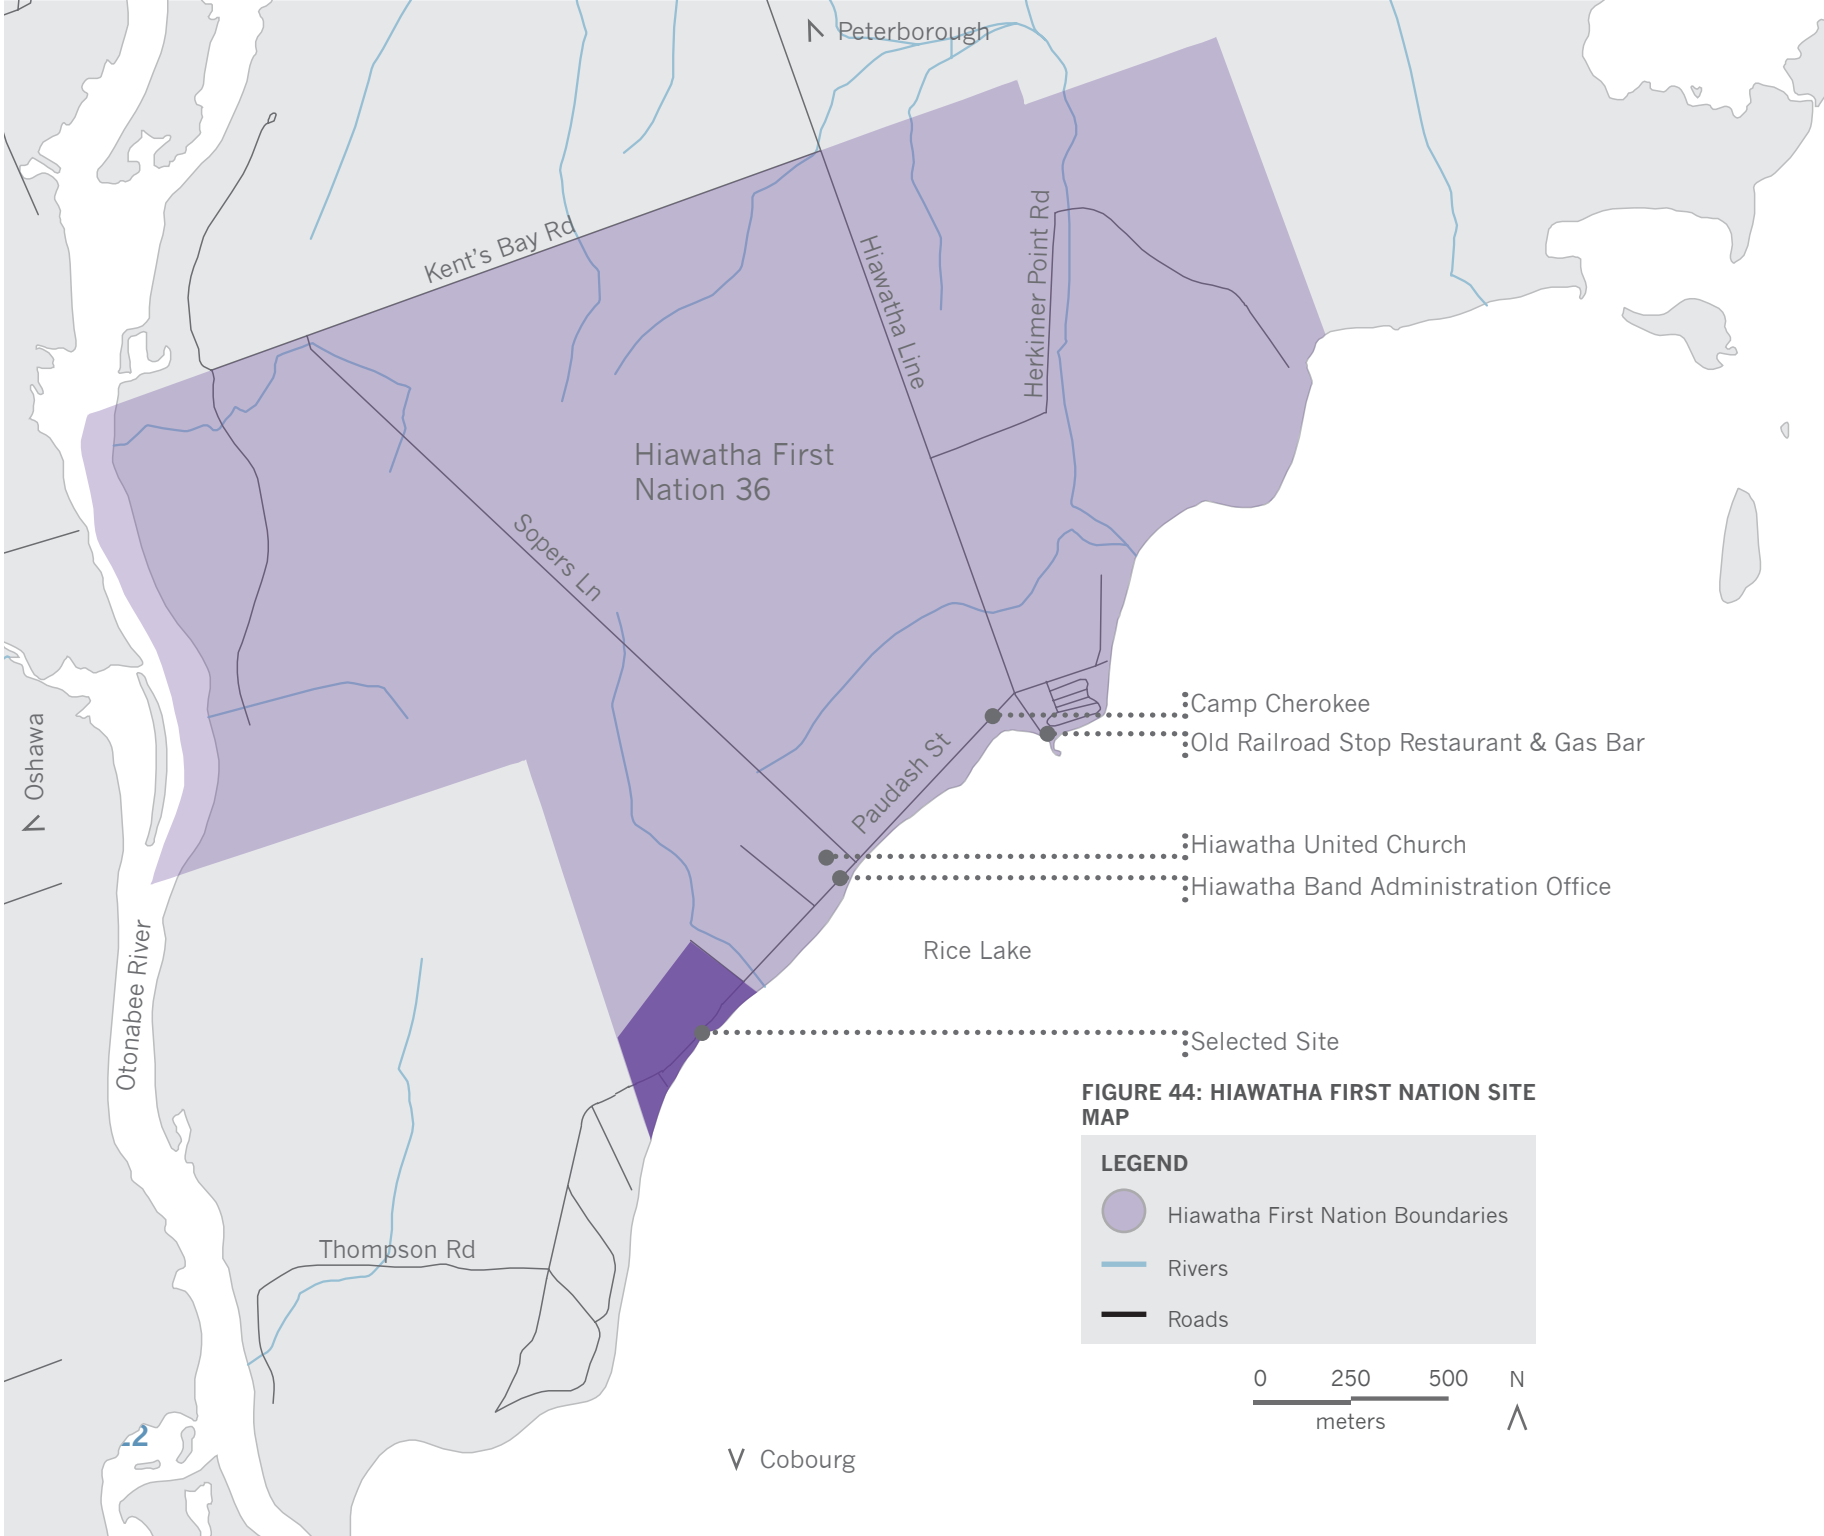 Peterborough
Kent's Bay Rd
Hiawatha Line
Herkimer Point Rd
Hiawatha First
Nation 36
Sopers Ln
Oshawa
Camp Cherokee
Old Railroad Stop Restaurant & Gas Bar
Paudash St
Hiawatha United Church
Hiawatha Band Administration Office
Otonabee River
Rice Lake
Selected Site
FIGURE 44: HIAWATHA FIRST NATION SITE
MAP
LEGEND
Hiawatha First Nation Boundaries
Rivers
Roads
Thompson Rd
0 250 500 N
meters
Cobourg